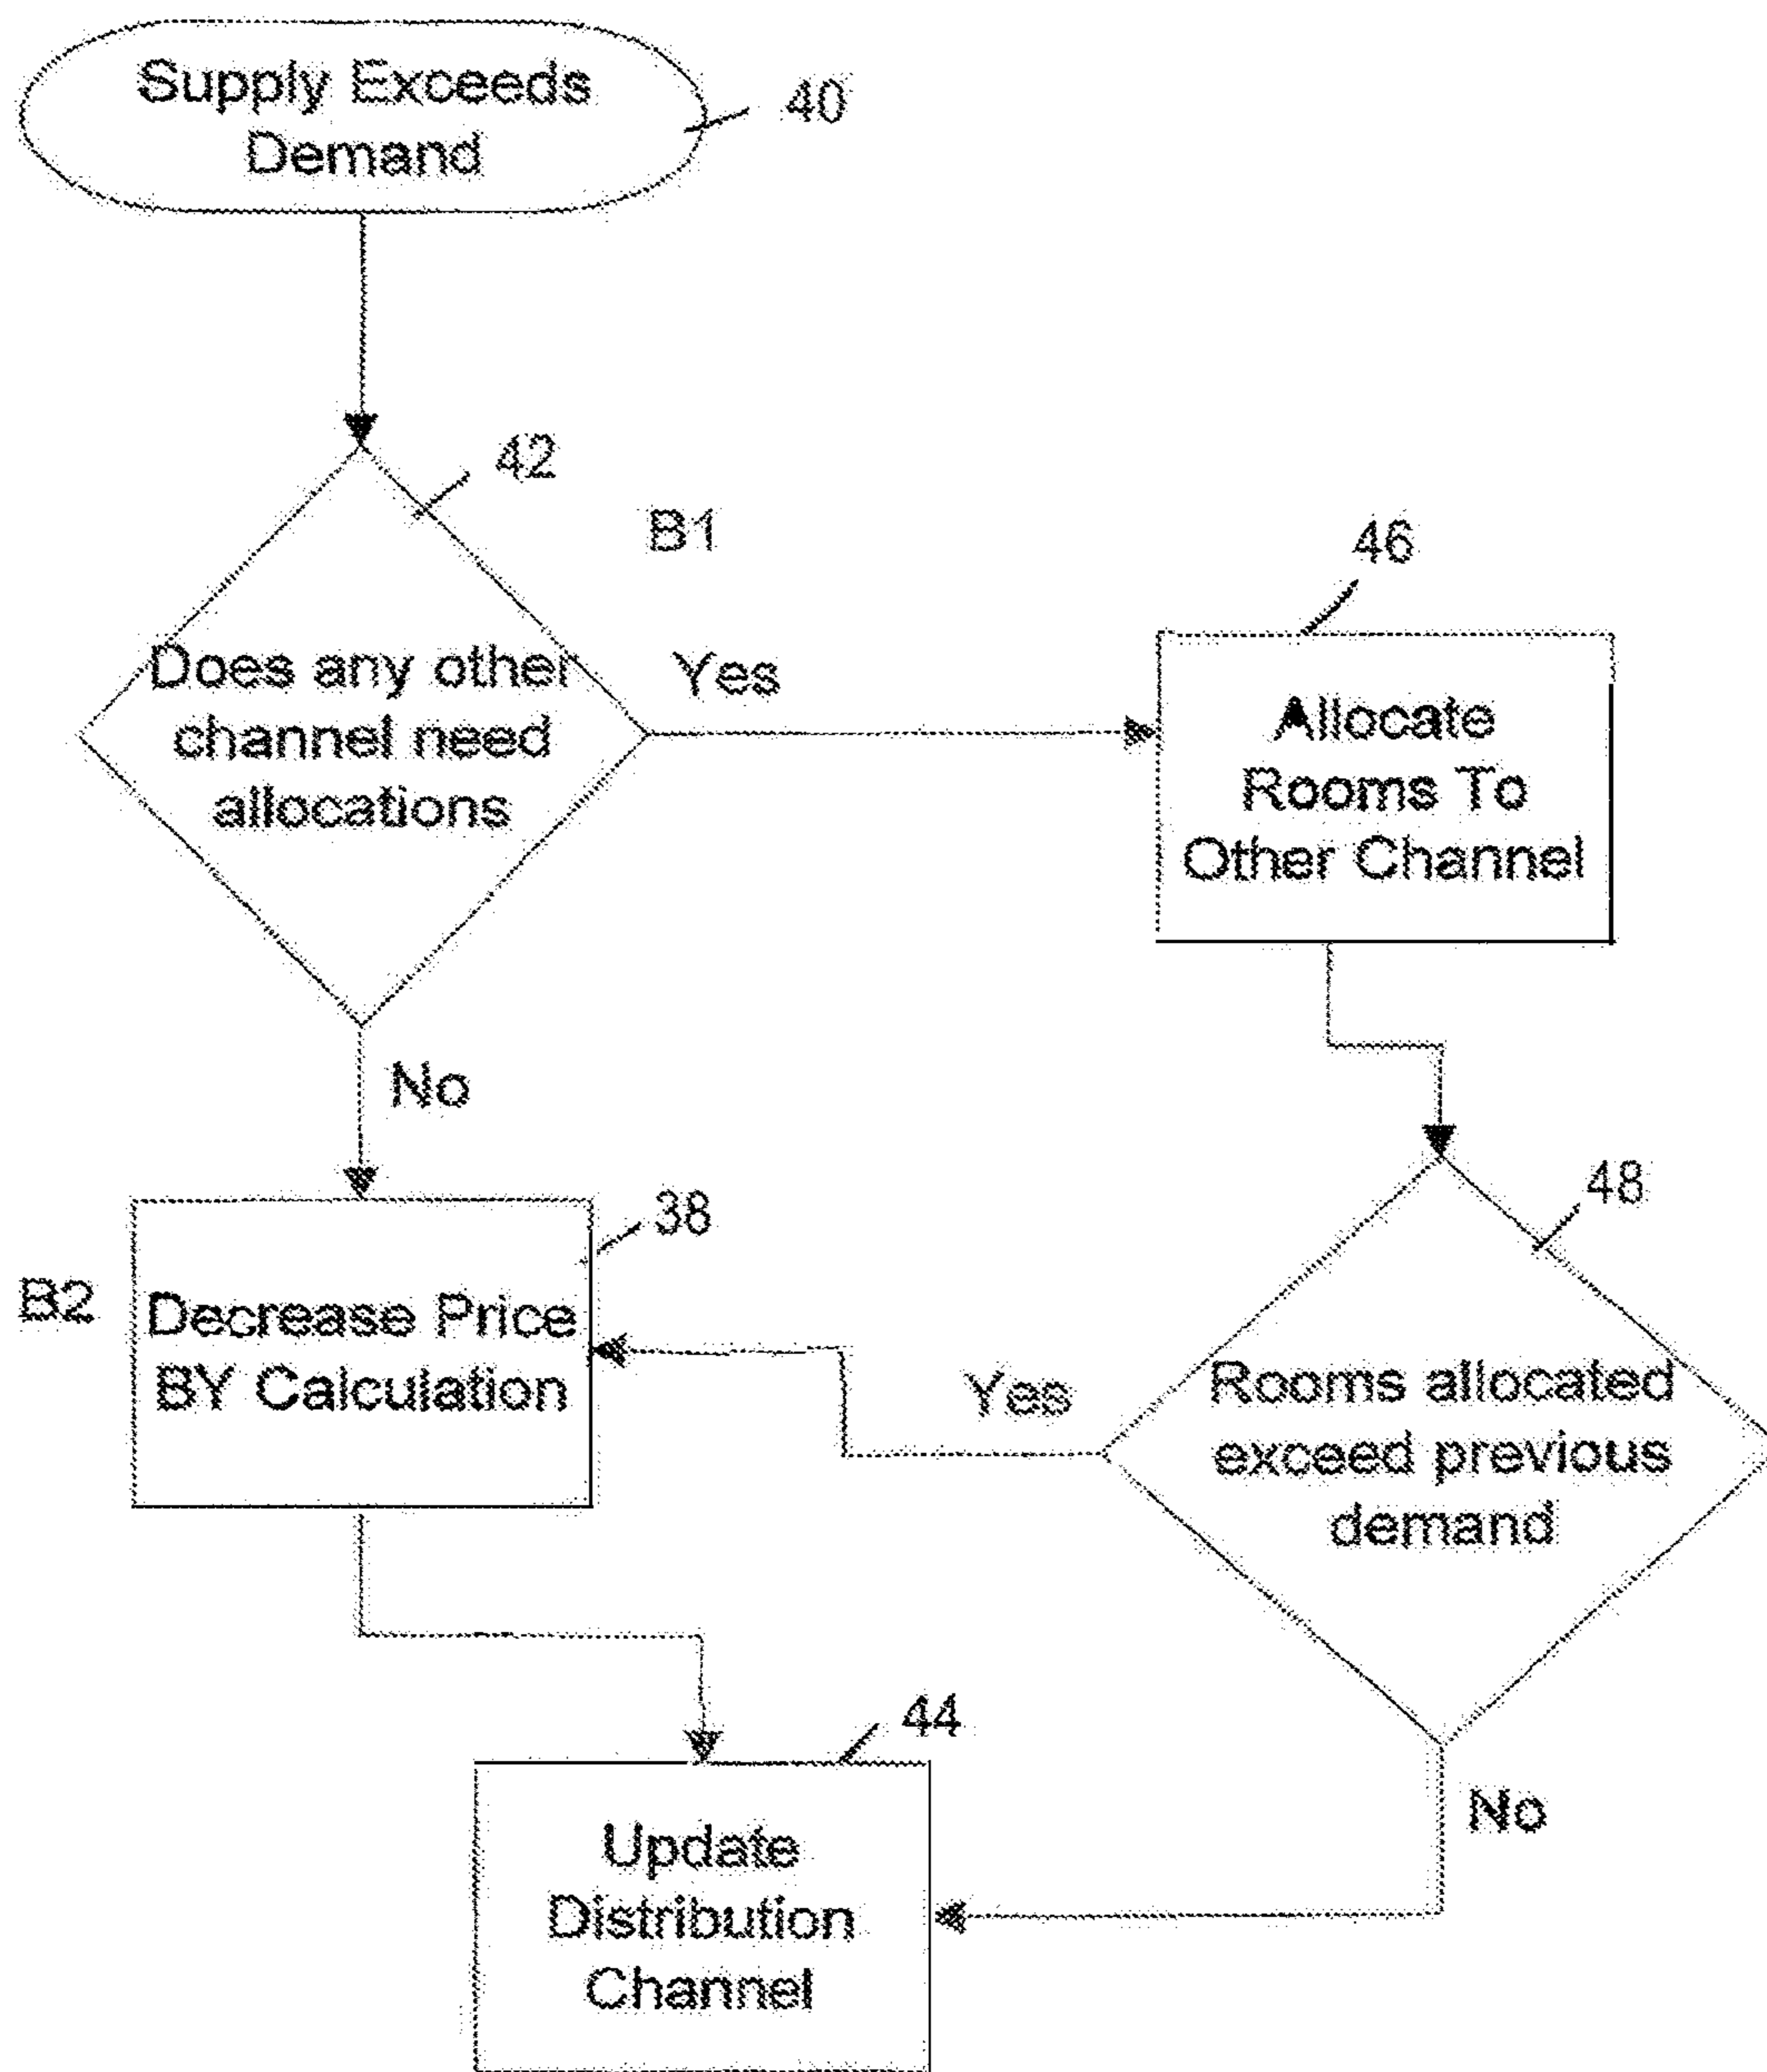 Supply Exceeds
Demand
40
42
B1
46
Does any other
channel need
allocations
Yes
Allocate
Rooms To
Other Channel
No
38
48
B2
Decrease Price
BY Calculation
Yes
Rooms allocated
exceed previous
demand
44
No
Update
Distribution
Channel